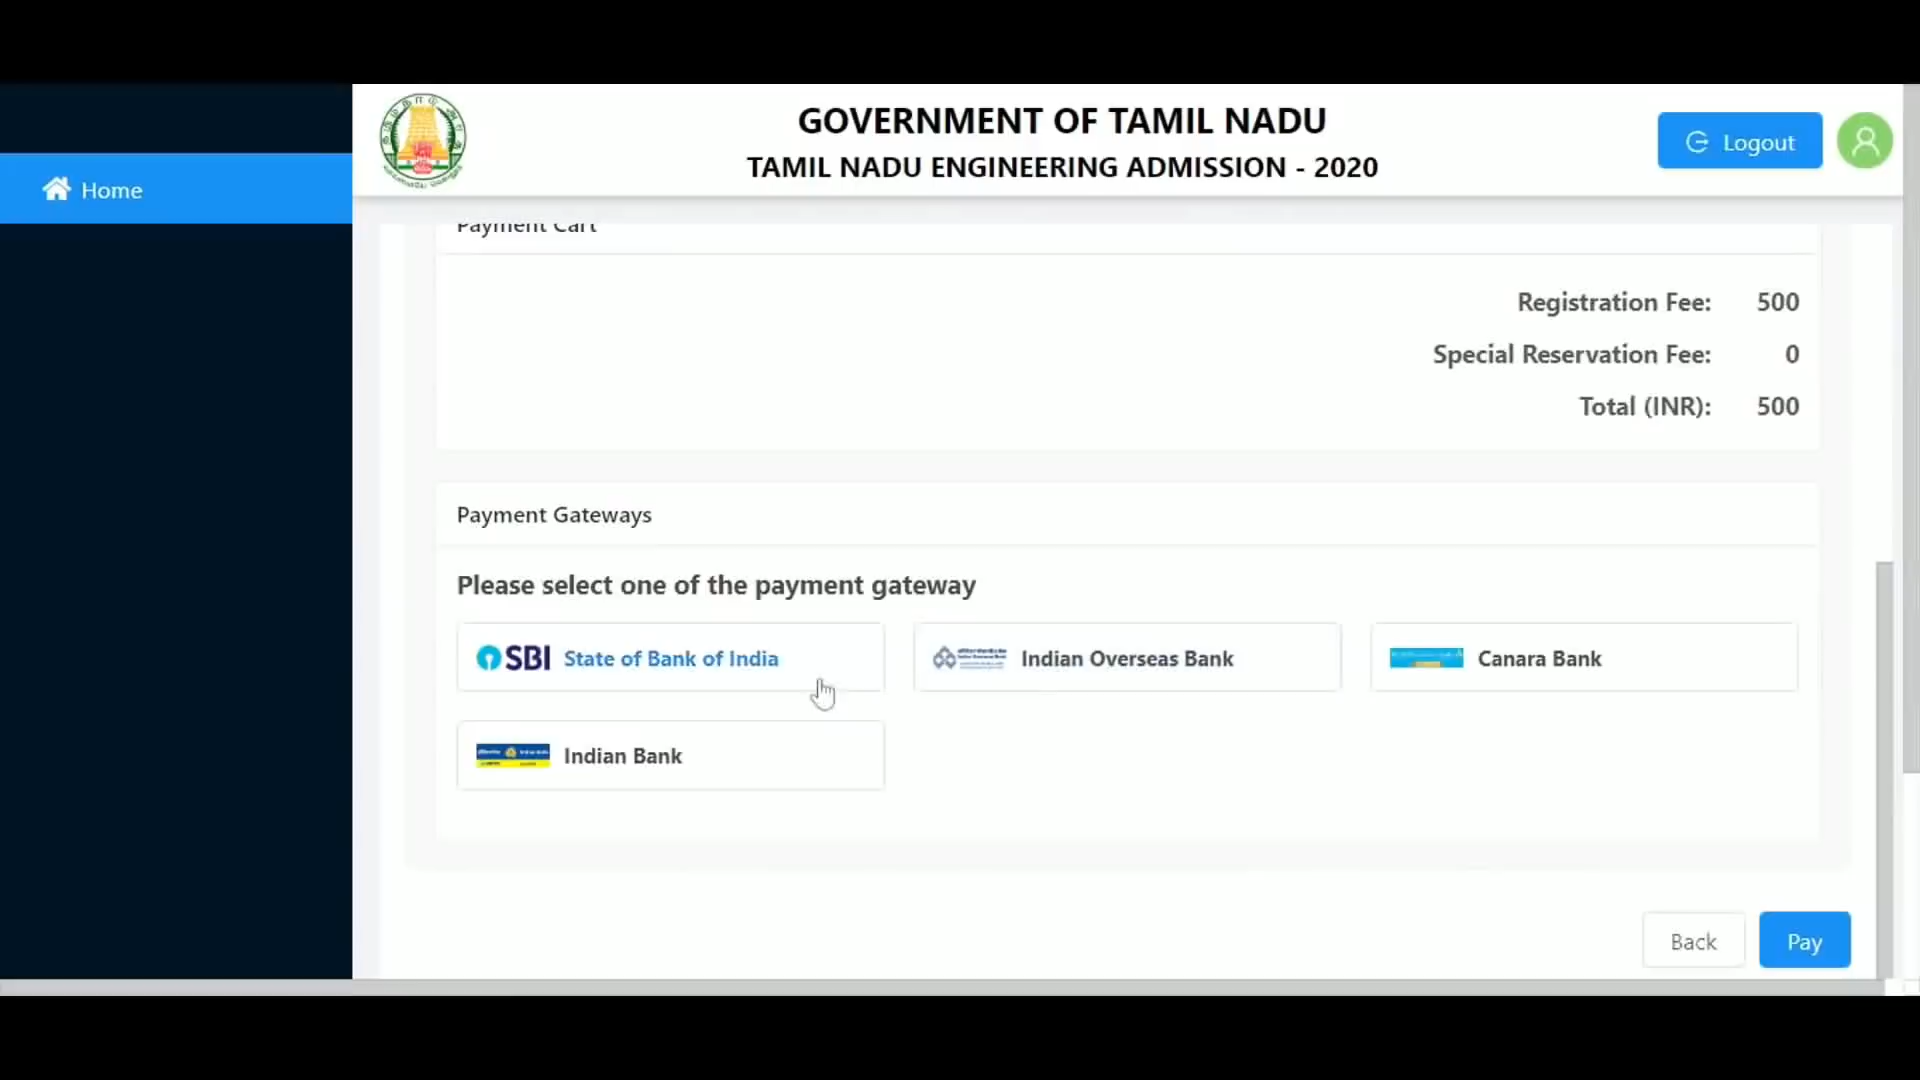 GOVERNMENT OF TAMIL NADU
TAMIL NADU ENGINEERING ADMISSION - 2020
Logout
Home
Payment Cart
Registration Fee: 500
Special Reservation Fee: 0
Total (INR): 500
Payment Gateways
Please select one of the payment gateway
SBI State of Bank of India
Indian Overseas Bank
Canara Bank
Indian Bank
Back
Pay